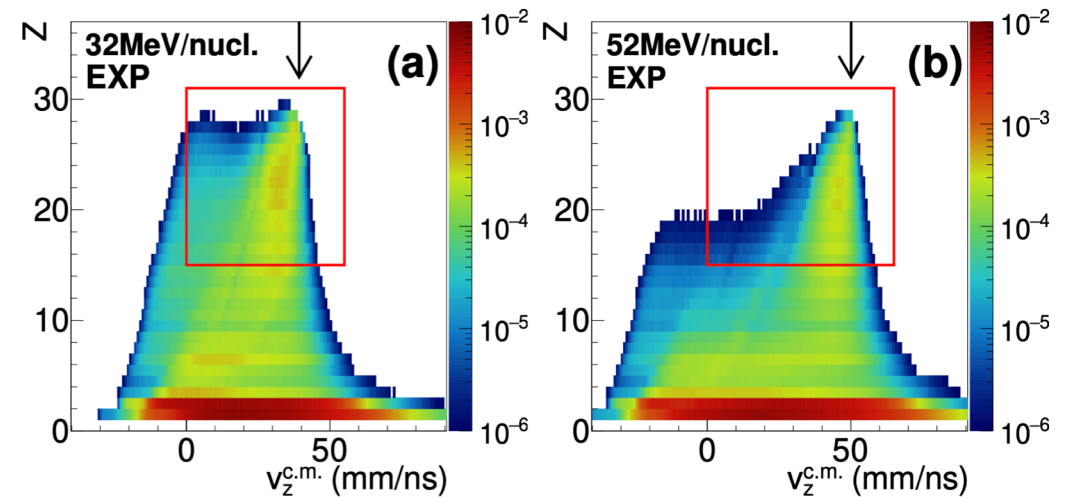 Z
32MeV/nucl.
EXP
(a)
30
20
10
0
0
50
v_z^{c.m.} (mm/ns)
10⁻²
10⁻³
10⁻⁴
10⁻⁵
10⁻⁶
Z
52MeV/nucl.
EXP
(b)
30
20
10
0
0
50
v_z^{c.m.} (mm/ns)
10⁻²
10⁻³
10⁻⁴
10⁻⁵
10⁻⁶